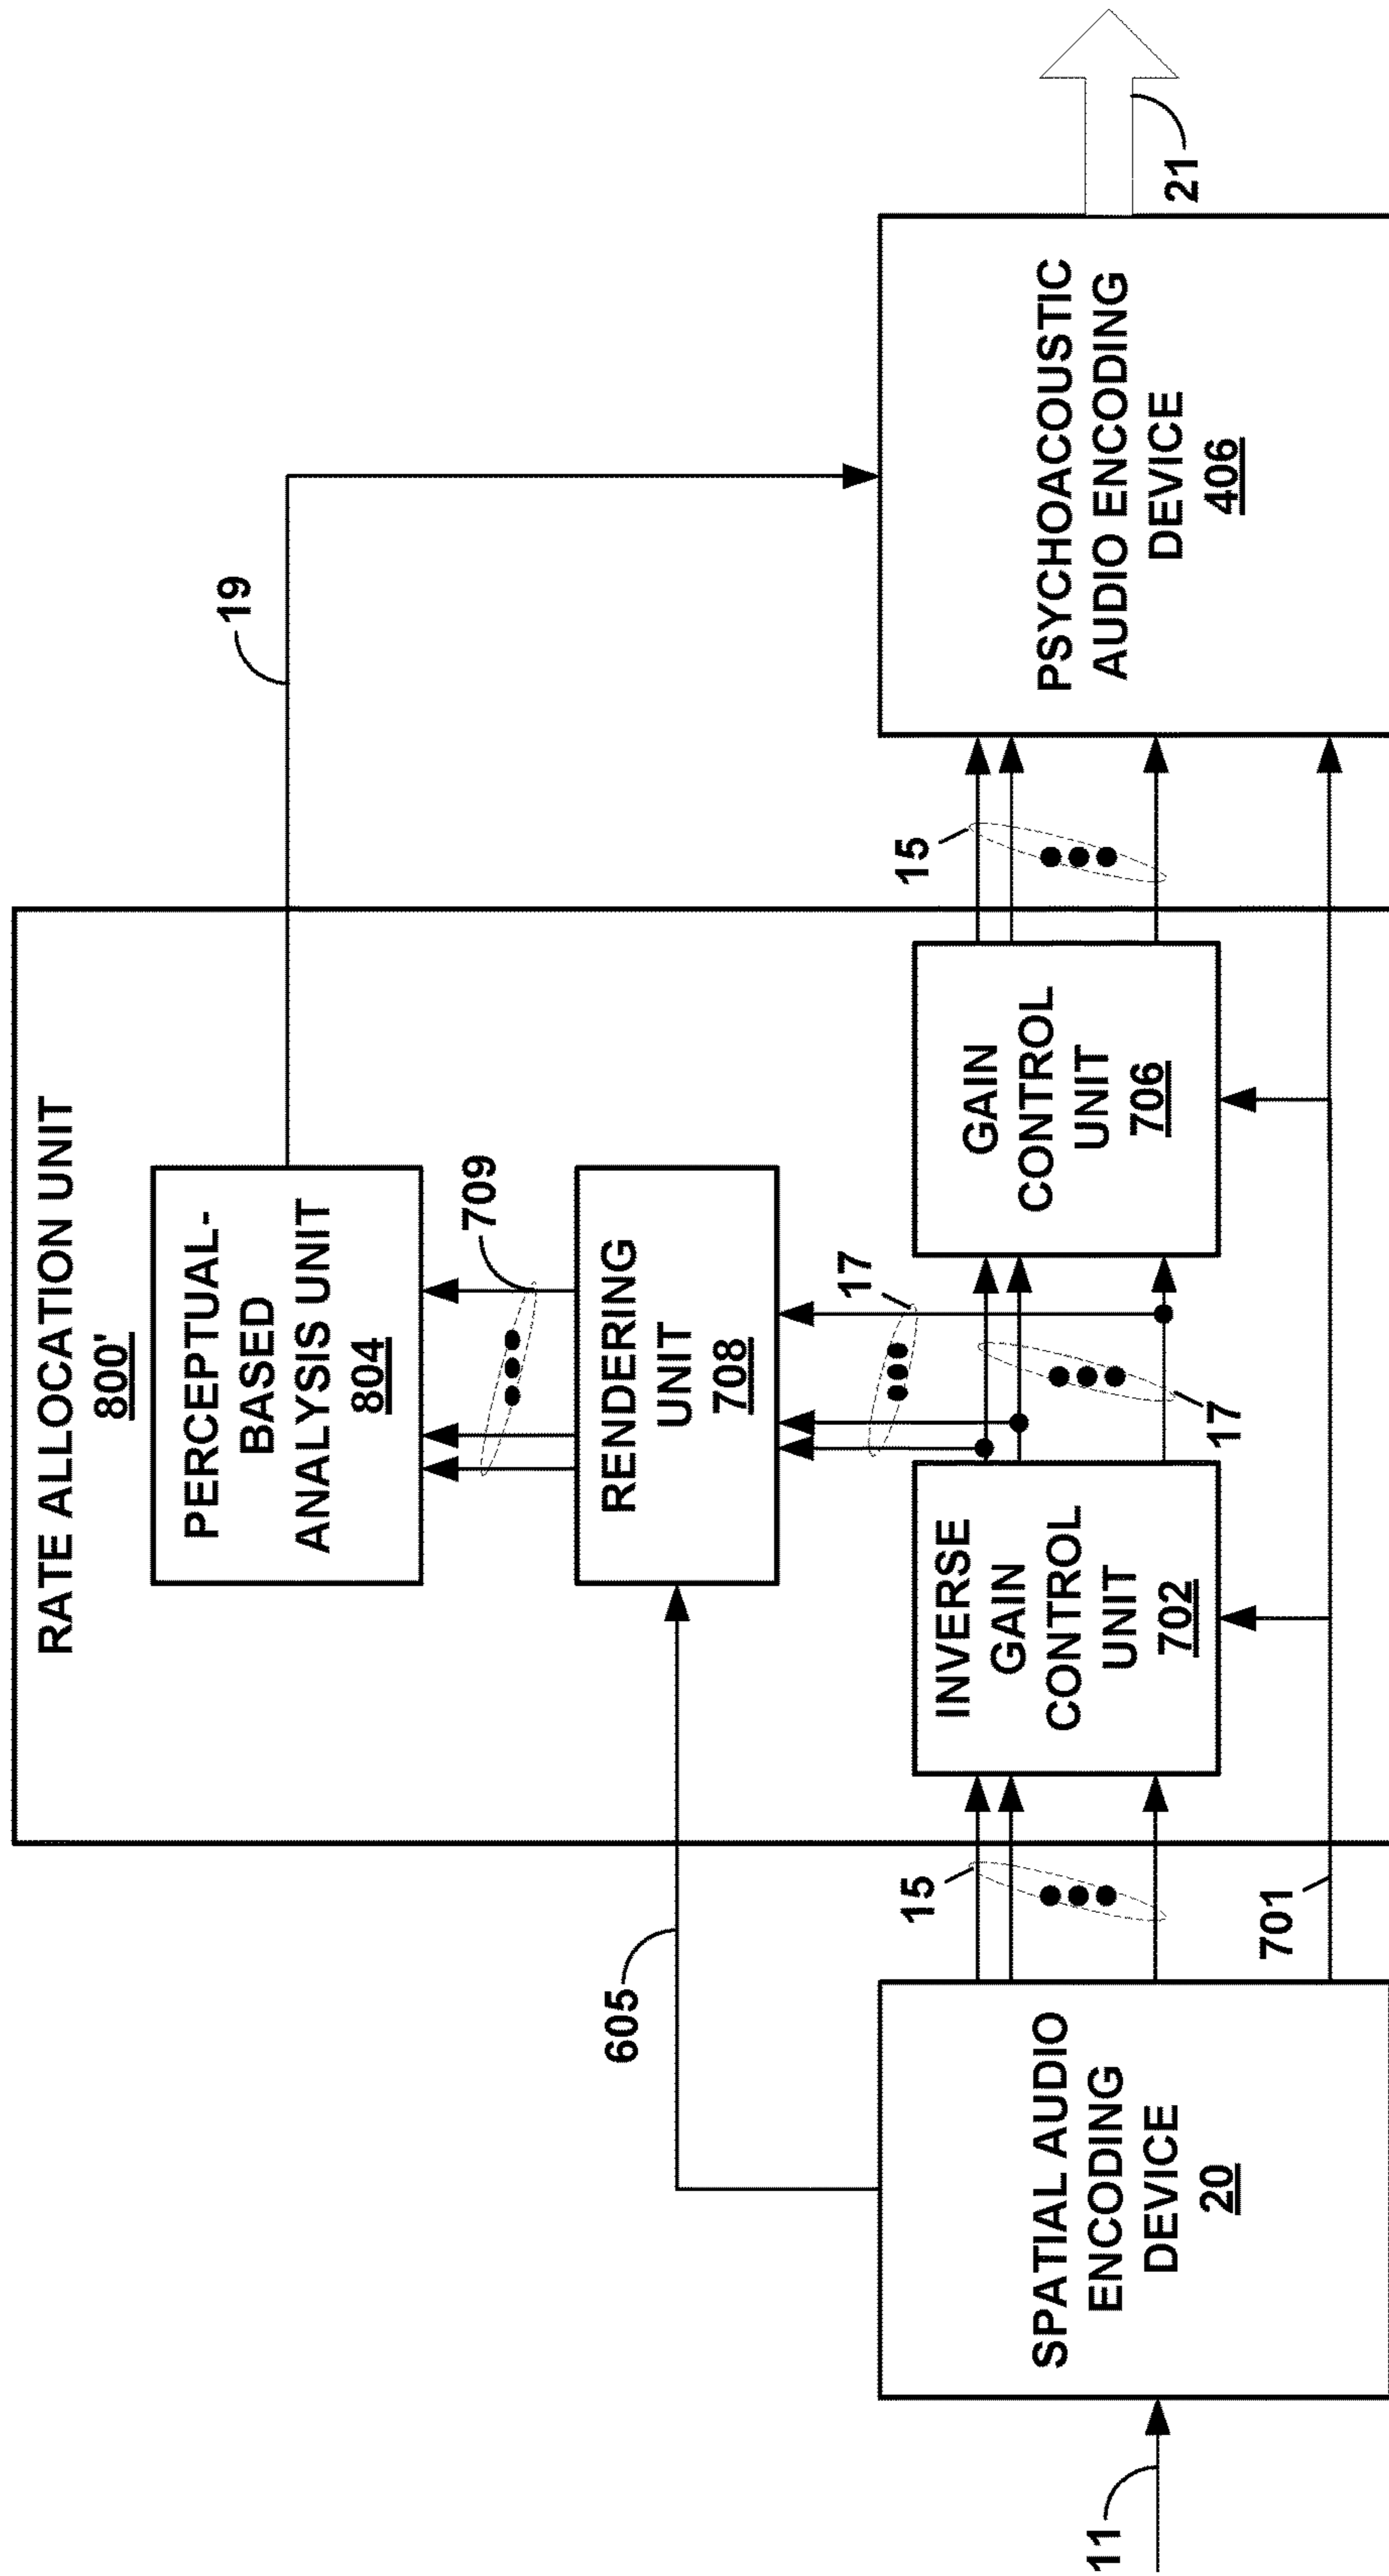 RATE ALLOCATION UNIT
800'
19
PERCEPTUAL-
BASED
ANALYSIS UNIT
804
709
605
RENDERING
UNIT
708
17
11
SPATIAL AUDIO
ENCODING
DEVICE
20
15
701
INVERSE
GAIN
CONTROL
UNIT
702
17
GAIN
CONTROL
UNIT
706
15
PSYCHOACOUSTIC
AUDIO ENCODING
DEVICE
406
21